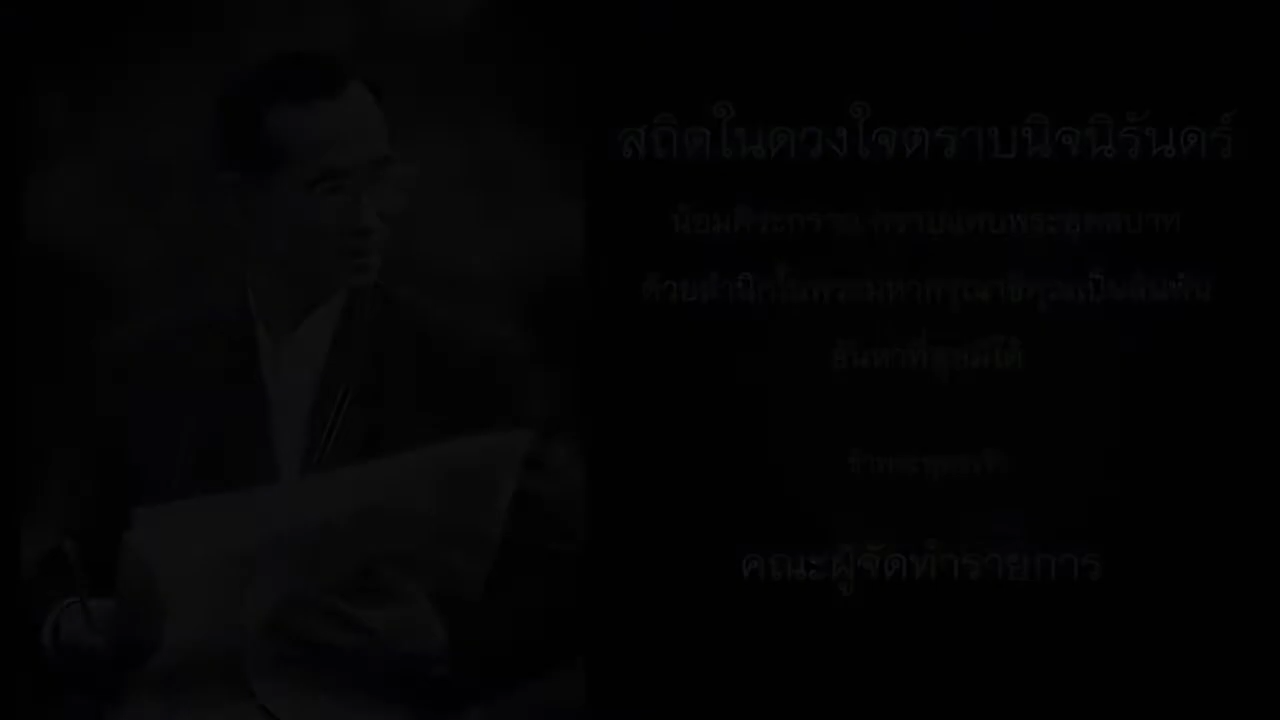 สถิตในดวงใจตราบนิจนิรันดร์
น้อมศิระกราน กราบแทบพระยุคลบาท
ด้วยสำนึกในพระมหากรุณาธิคุณเป็นล้นพ้น
อันหาที่สุดมิได้
ข้าพระพุทธเจ้า
คณะผู้จัดทำรายการ